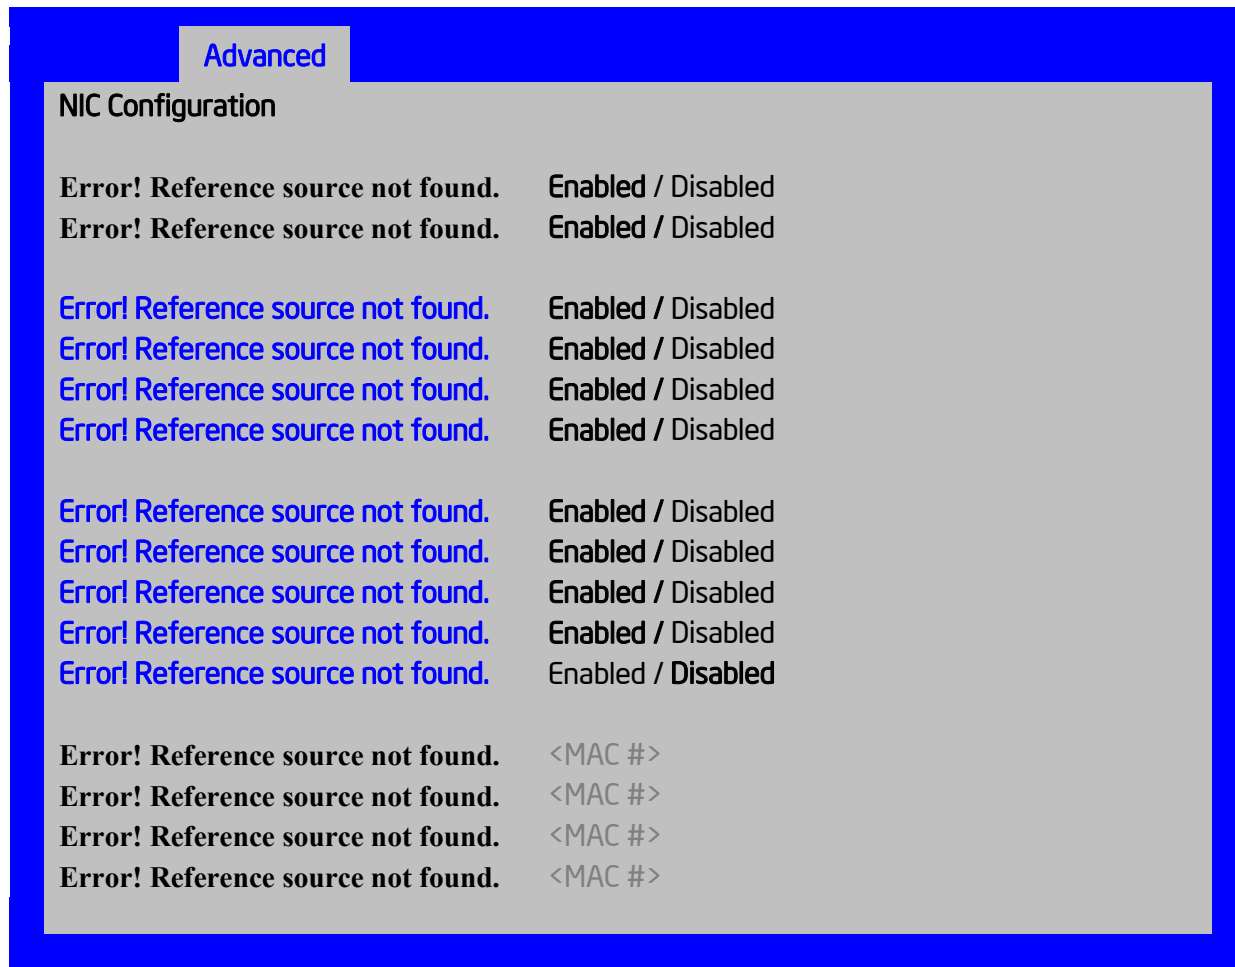 Advanced
NIC Configuration
Error! Reference source not found. Enabled / Disabled
Error! Reference source not found. Enabled / Disabled
Error! Reference source not found. Enabled / Disabled
Error! Reference source not found. Enabled / Disabled
Error! Reference source not found. Enabled / Disabled
Error! Reference source not found. Enabled / Disabled
Error! Reference source not found. Enabled / Disabled
Error! Reference source not found. Enabled / Disabled
Error! Reference source not found. Enabled / Disabled
Error! Reference source not found. Enabled / Disabled
Error! Reference source not found. Enabled / Disabled
Error! Reference source not found. <MAC #>
Error! Reference source not found. <MAC #>
Error! Reference source not found. <MAC #>
Error! Reference source not found. <MAC #>